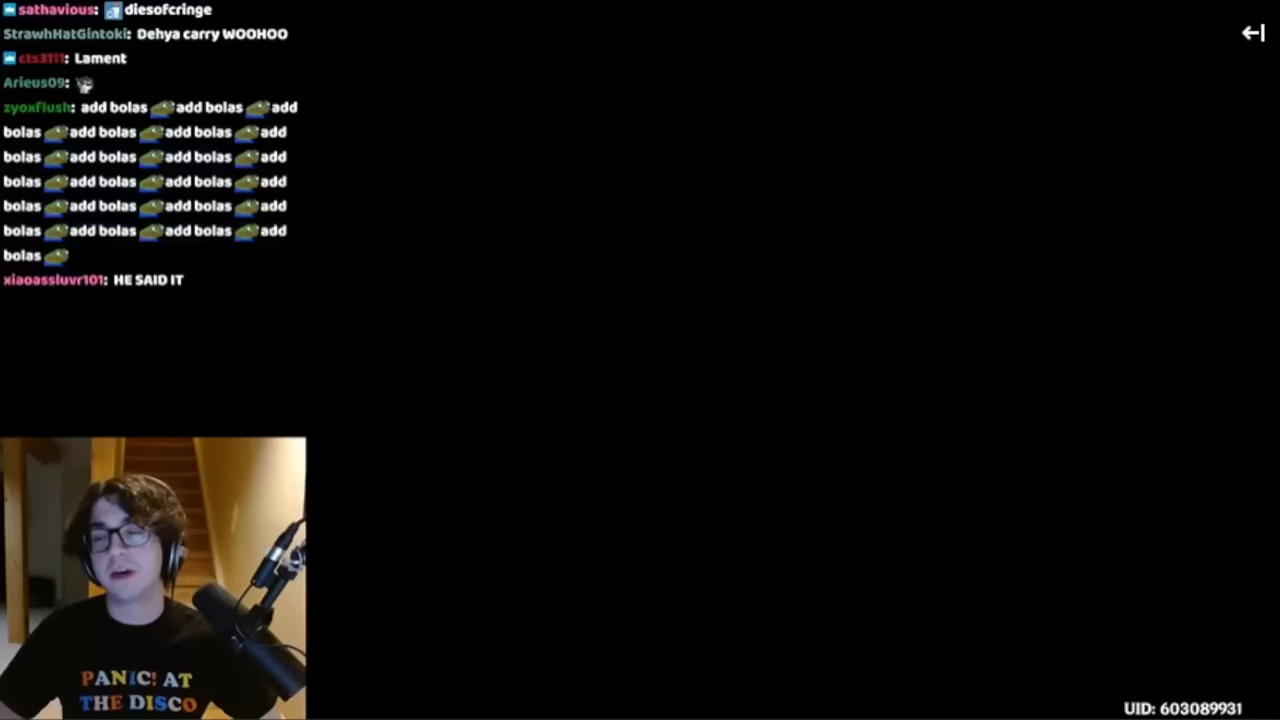 sathavious: diesofcringe
StrawhHatGintoki: Dehya carry WOOHOO
cts3111: Lament
Arieus09:
zyoxflush: add bolas add bolas add
bolas add bolas add bolas add
bolas add bolas add bolas add
bolas add bolas add bolas add
bolas add bolas add bolas add
bolas add bolas add bolas add
bolas
xiaoassluvr101: HE SAID IT
PANIC! AT
THE DISCO
UID: 603089931